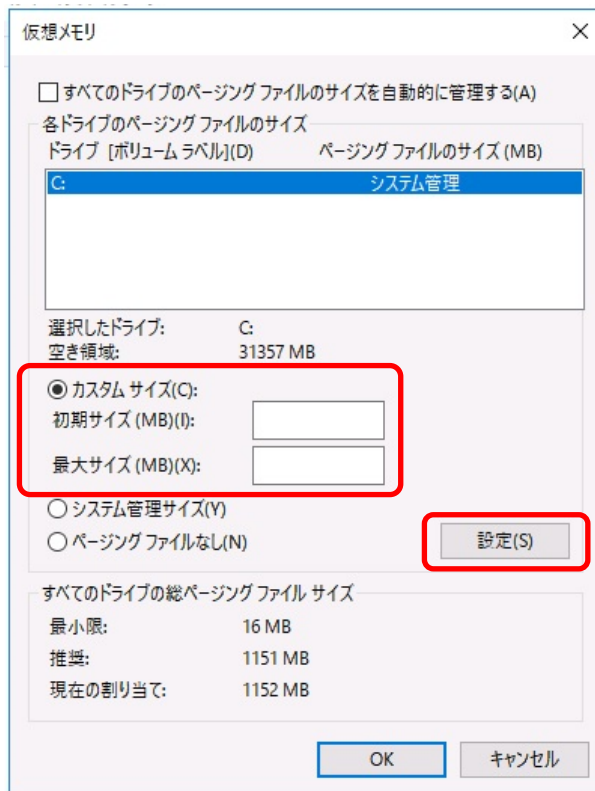 仮想メモリ
すべてのドライブのページング ファイルのサイズを自動的に管理する(A)
各ドライブのページング ファイルのサイズ
ドライブ [ボリューム ラベル](D) ページング ファイルのサイズ (MB)
C: システム管理
選択したドライブ: C:
空き領域: 31357 MB
カスタム サイズ(C):
初期サイズ (MB)(I):
最大サイズ (MB)(X):
システム管理サイズ(Y)
ページング ファイルなし(N) 設定(S)
すべてのドライブの総ページング ファイル サイズ
最小限: 16 MB
推奨: 1151 MB
現在の割り当て: 1152 MB
OK キャンセル